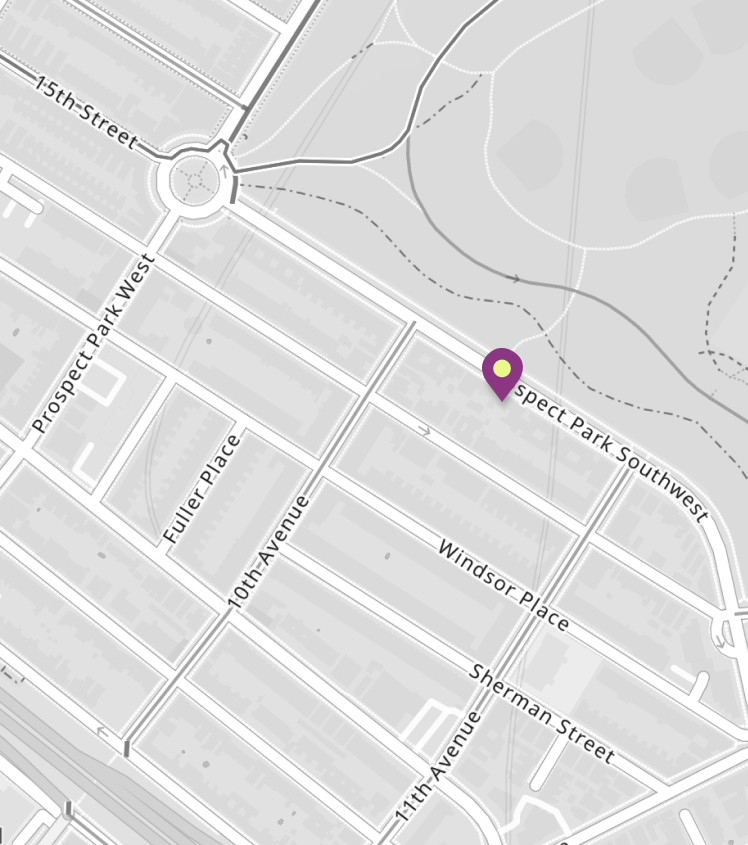 15th Street
Prospect Park West
spect Park Southwest
Fuller Place
10th Avenue
Windsor Place
Sherman Street
11th Avenue